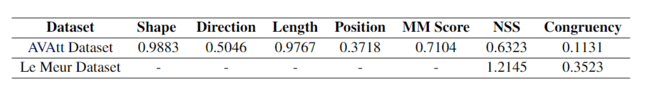 Dataset Shape Direction Length Position MM Score NSS Congruency
AVAtt Dataset 0.9883 0.5046 0.9767 0.3718 0.7104 0.6323 0.1131
Le Meur Dataset - - - - - 1.2145 0.3523